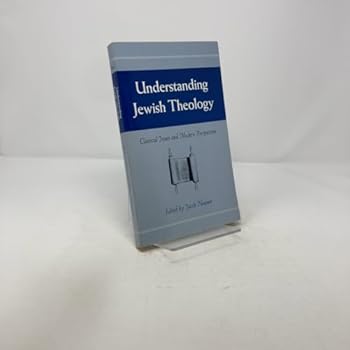 Understanding
Jewish Theology
Classical Issues and Modern Perspectives
Edited by Jacob Neusner